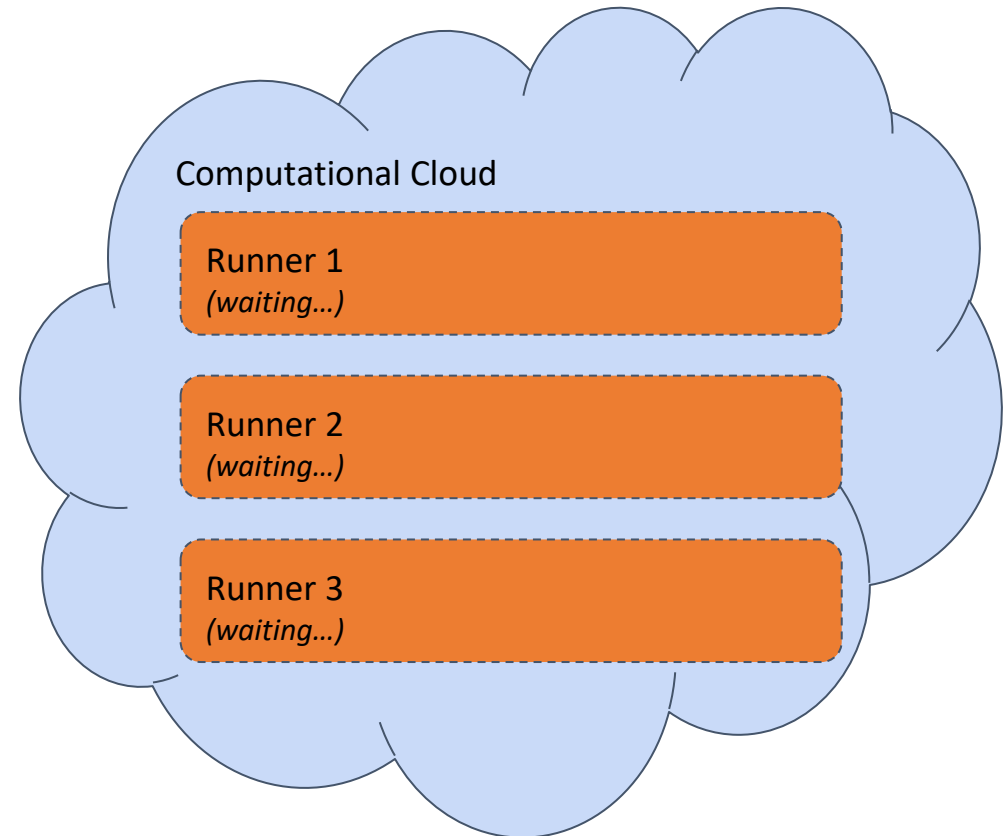 Computational Cloud
Runner 1
(waiting…)
Runner 2
(waiting…)
Runner 3
(waiting…)